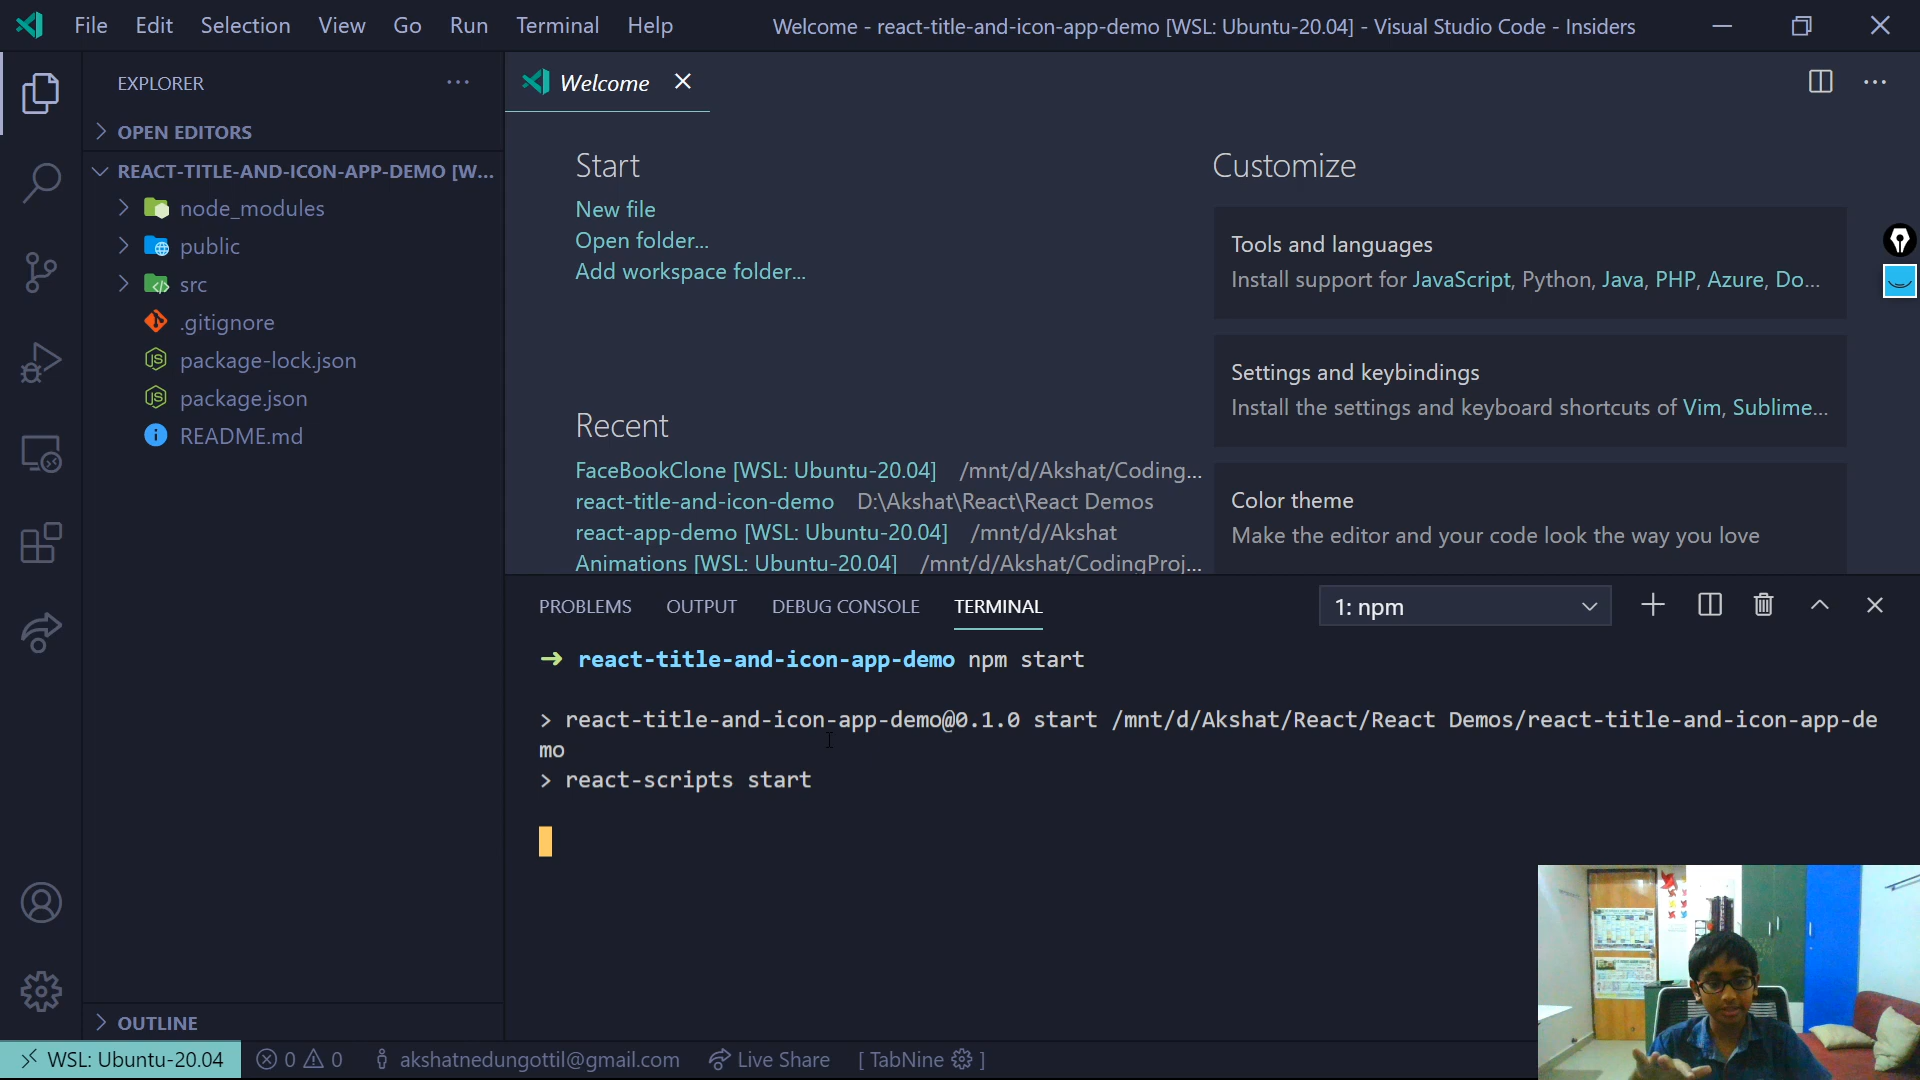 File Edit Selection View Go Run Terminal Help Welcome - react-title-and-icon-app-demo [WSL: Ubuntu-20.04] - Visual Studio Code - Insiders
EXPLORER
OPEN EDITORS
REACT-TITLE-AND-ICON-APP-DEMO [W...
node_modules
public
src
.gitignore
package-lock.json
package.json
README.md
OUTLINE
Welcome
Start
New file
Open folder...
Add workspace folder...
Recent
FaceBookClone [WSL: Ubuntu-20.04] /mnt/d/Akshat/Coding...
react-title-and-icon-demo D:\Akshat\React\React Demos
react-app-demo [WSL: Ubuntu-20.04] /mnt/d/Akshat
Animations [WSL: Ubuntu-20.04] /mnt/d/Akshat/CodingProj...
Customize
Tools and languages
Install support for JavaScript, Python, Java, PHP, Azure, Do...
Settings and keybindings
Install the settings and keyboard shortcuts of Vim, Sublime...
Color theme
Make the editor and your code look the way you love
PROBLEMS OUTPUT DEBUG CONSOLE TERMINAL 1: npm
→ react-title-and-icon-app-demo npm start
> react-title-and-icon-app-demo@0.1.0 start /mnt/d/Akshat/React/React Demos/react-title-and-icon-app-de
mo
> react-scripts start
WSL: Ubuntu-20.04 0 0 akshatnedungottil@gmail.com Live Share [ TabNine ]